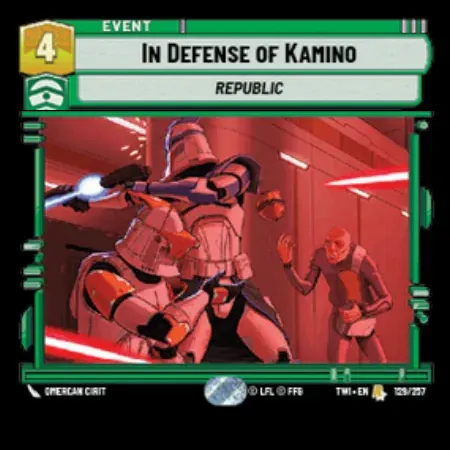 EVENT
4
IN DEFENSE OF KAMINO
REPUBLIC
OMERCAN CIRIT
© LFL © FFG
TWI • EN
129/257